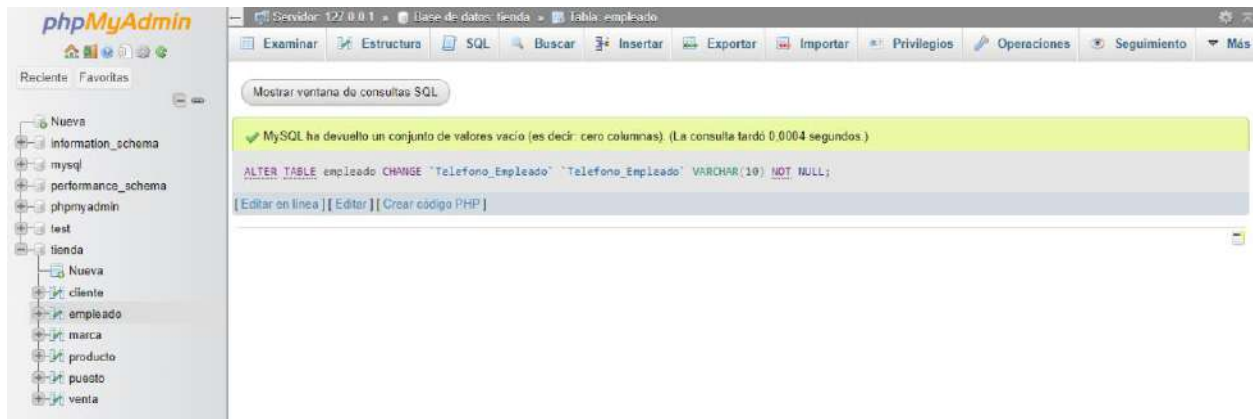 phpMyAdmin
Reciente Favoritas
Nueva
information_schema
mysql
performance_schema
phpmyadmin
test
tienda
Nueva
cliente
empleado
marca
producto
puesto
venta
Servidor: 127.0.0.1 » Base de datos: tienda » Tabla: empleado
Examinar Estructura SQL Buscar Insertar Exportar Importar Privilegios Operaciones Seguimiento Más
Mostrar ventana de consultas SQL
MySQL ha devuelto un conjunto de valores vacío (es decir: cero columnas). (La consulta tardó 0,0004 segundos.)
ALTER TABLE empleado CHANGE `Telefono_Empleado` `Telefono_Empleado` VARCHAR(10) NOT NULL;
[ Editar en línea ] [ Editar ] [ Crear código PHP ]